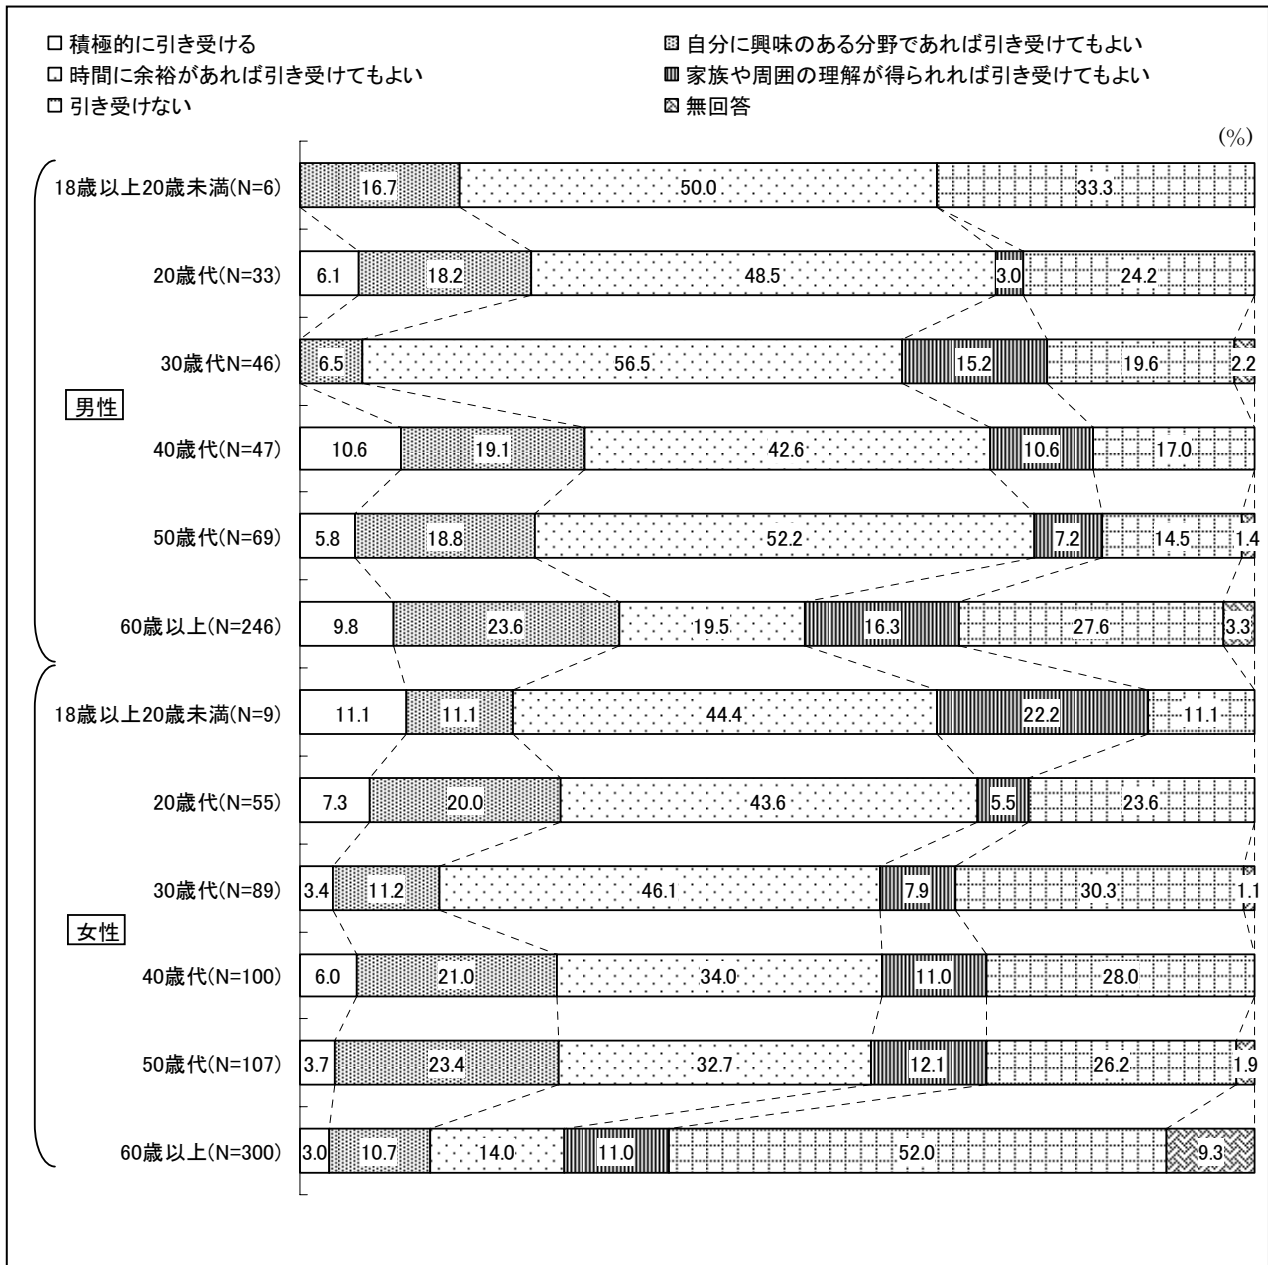 積極的に引き受ける
自分に興味のある分野であれば引き受けてもよい
時間に余裕があれば引き受けてもよい
家族や周囲の理解が得られれば引き受けてもよい
引き受けない
無回答
(%)
18歳以上20歳未満(N=6) 16.7 50.0 33.3
20歳代(N=33) 6.1 18.2 48.5 3.0 24.2
30歳代N=46) 6.5 56.5 15.2 19.6 2.2
男性
40歳代(N=47) 10.6 19.1 42.6 10.6 17.0
50歳代(N=69) 5.8 18.8 52.2 7.2 14.5 1.4
60歳以上(N=246) 9.8 23.6 19.5 16.3 27.6 3.3
18歳以上20歳未満(N=9) 11.1 11.1 44.4 22.2 11.1
20歳代(N=55) 7.3 20.0 43.6 5.5 23.6
30歳代(N=89) 3.4 11.2 46.1 7.9 30.3 1.1
女性
40歳代(N=100) 6.0 21.0 34.0 11.0 28.0
50歳代(N=107) 3.7 23.4 32.7 12.1 26.2 1.9
60歳以上(N=300) 3.0 10.7 14.0 11.0 52.0 9.3